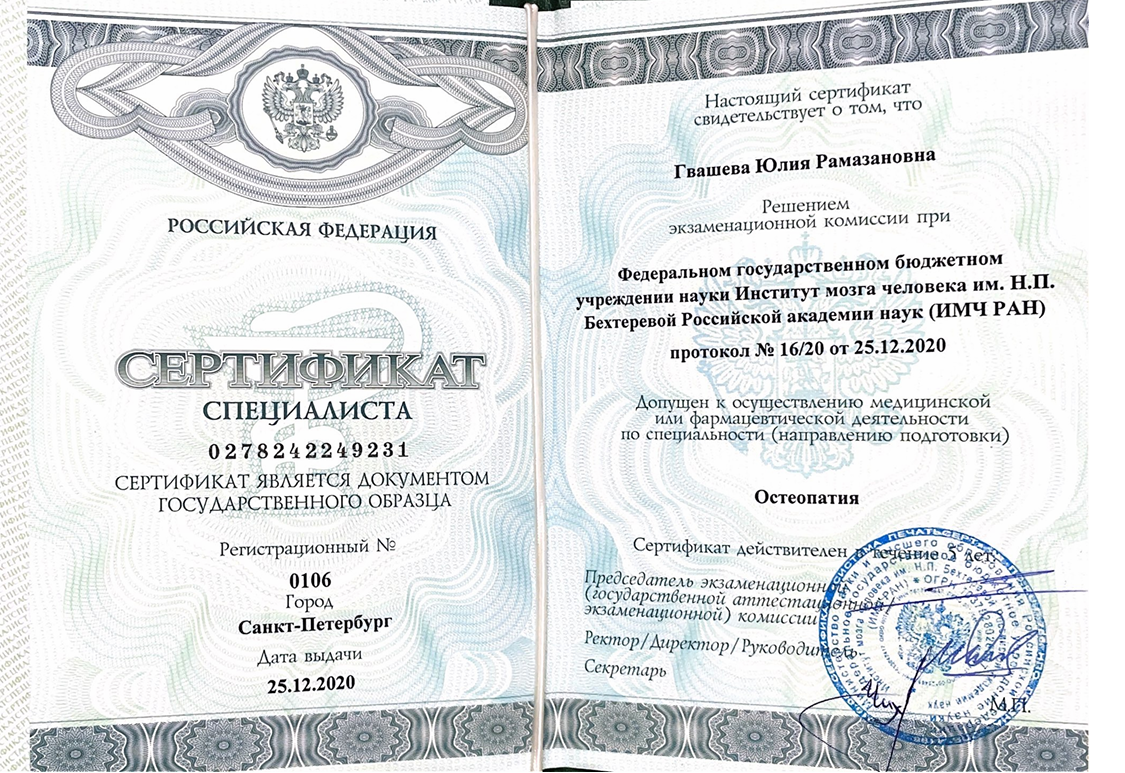 РОССИЙСКАЯ ФЕДЕРАЦИЯ
СЕРТИФИКАТ
СПЕЦИАЛИСТА
0278242249231
СЕРТИФИКАТ ЯВЛЯЕТСЯ ДОКУМЕНТОМ
ГОСУДАРСТВЕННОГО ОБРАЗЦА
Регистрационный №
0106
Город
Санкт-Петербург
Дата выдачи
25.12.2020
Настоящий сертификат
свидетельствует о том, что
Гвашева Юлия Рамазановна
Решением
экзаменационной комиссии при
Федеральном государственном бюджетном
учреждении науки Институт мозга человека им. Н.П.
Бехтеревой Российской академии наук (ИМЧ РАН)
протокол № 16/20 от 25.12.2020
Допущен к осуществлению медицинской
или фармацевтической деятельности
по специальности (направлению подготовки)
Остеопатия
Сертификат действителен в течение лет.
Председатель экзаменационной
(государственной аттестационной
экзаменационной) комиссии
Ректор/Директор/Руководитель
Секретарь
М.П.